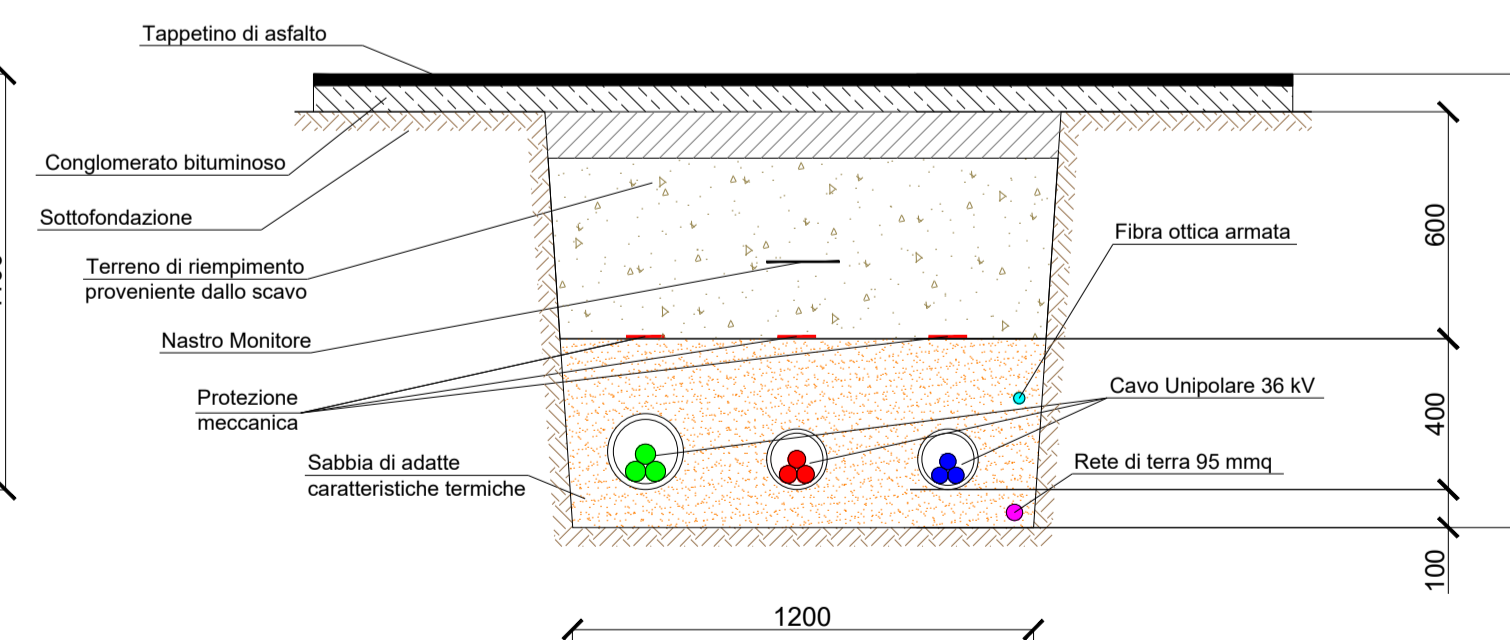 Tappetino di asfalto
Conglomerato bituminoso
Sottofondazione
Terreno di riempimento
proveniente dallo scavo
Nastro Monitore
Protezione
meccanica
Sabbia di adatte
caratteristiche termiche
Fibra ottica armata
Cavo Unipolare 36 kV
Rete di terra 95 mmq
600
400
100
1200